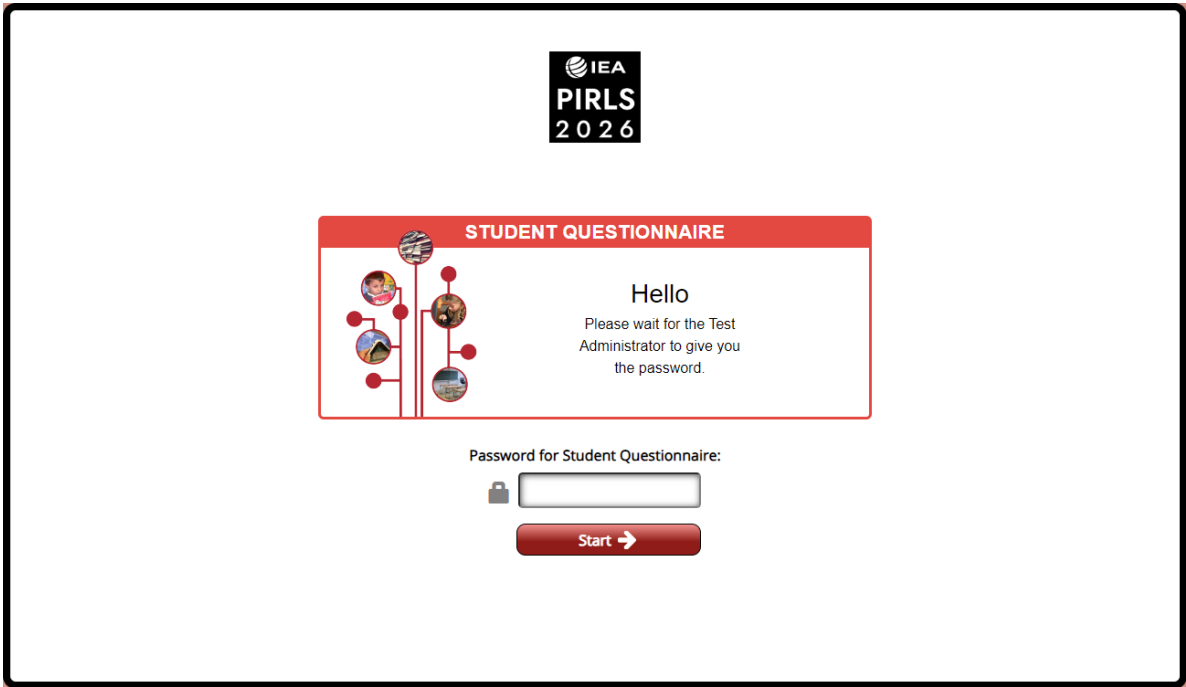 IEA
PIRLS
2026
STUDENT QUESTIONNAIRE
Hello
Please wait for the Test
Administrator to give you
the password.
Password for Student Questionnaire:
Start